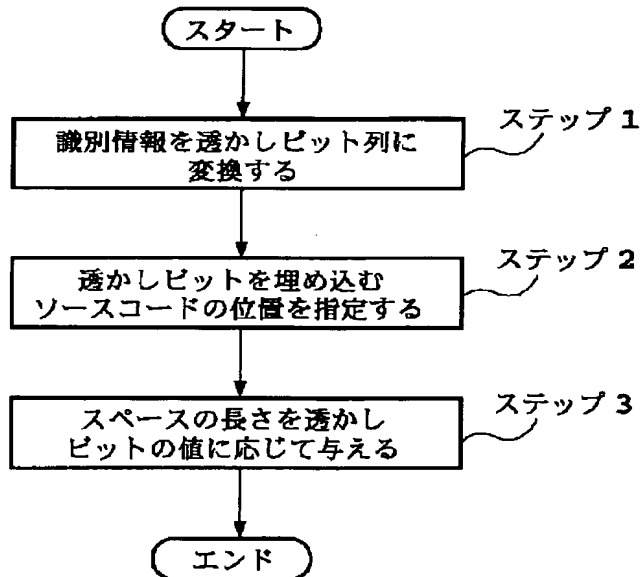 スタート
ステップ 1
識別情報を透かしビット列に
変換する
ステップ 2
透かしビットを埋め込む
ソースコードの位置を指定する
ステップ 3
スペースの長さを透かし
ビットの値に応じて与える
エンド